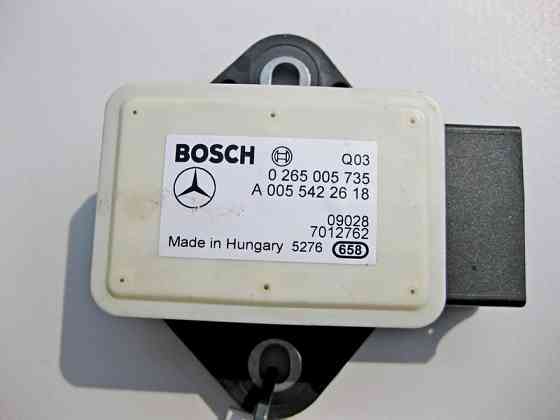 BOSCH Q03
0 265 005 735
A 005 542 26 18
09028
7012762
Made in Hungary 5276 658